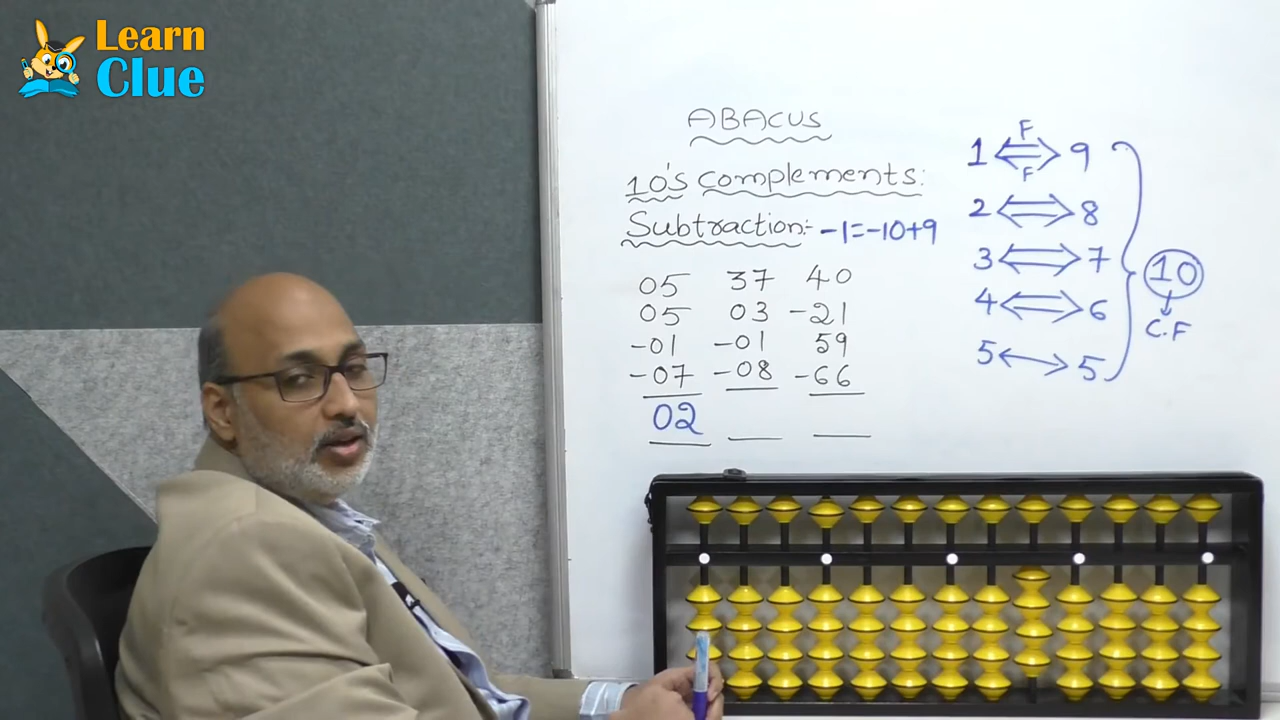 Learn
Clue
ABACUS
10's complements:
Subtraction:- -1=-10+9
05 37 40
05 03 -21
-01 -01 59
-07 -08 -66
02
F
1 9
F
2 8
3 7
4 6
5 5
10
C.F